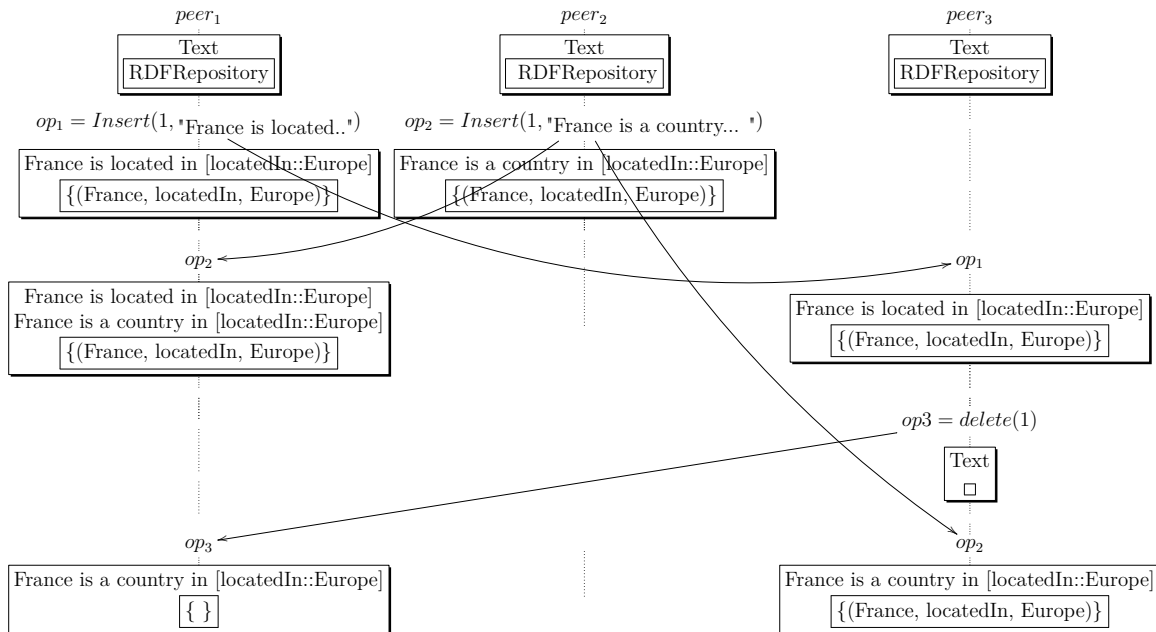 peer₁ peer₂ peer₃
Text Text Text
RDFRepository RDFRepository RDFRepository
op₁ = Insert(1, "France is located..") op₂ = Insert(1, "France is a country... ")
France is located in [locatedIn::Europe] France is a country in [locatedIn::Europe]
{(France, locatedIn, Europe)} {(France, locatedIn, Europe)}
op₂ op₁
France is located in [locatedIn::Europe]
France is a country in [locatedIn::Europe] France is located in [locatedIn::Europe]
{(France, locatedIn, Europe)} {(France, locatedIn, Europe)}
op3 = delete(1)
Text
op₃ op₂
France is a country in [locatedIn::Europe] France is a country in [locatedIn::Europe]
{ } {(France, locatedIn, Europe)}